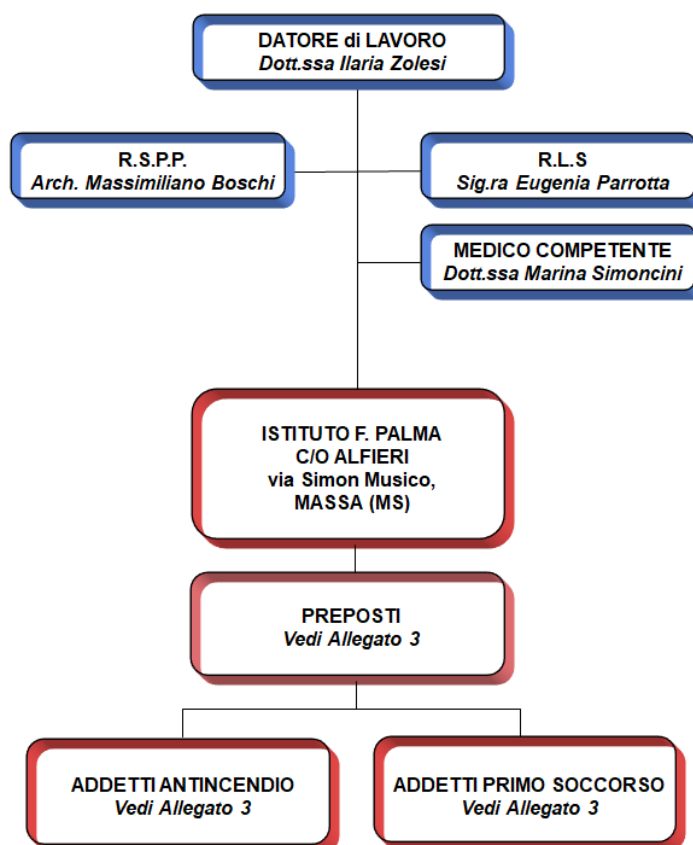 DATORE di LAVORO
Dott.ssa Ilaria Zolesi
R.S.P.P.
Arch. Massimiliano Boschi
R.L.S
Sig.ra Eugenia Parrotta
MEDICO COMPETENTE
Dott.ssa Marina Simoncini
ISTITUTO F. PALMA
C/O ALFIERI
via Simon Musico,
MASSA (MS)
PREPOSTI
Vedi Allegato 3
ADDETTI ANTINCENDIO
Vedi Allegato 3
ADDETTI PRIMO SOCCORSO
Vedi Allegato 3